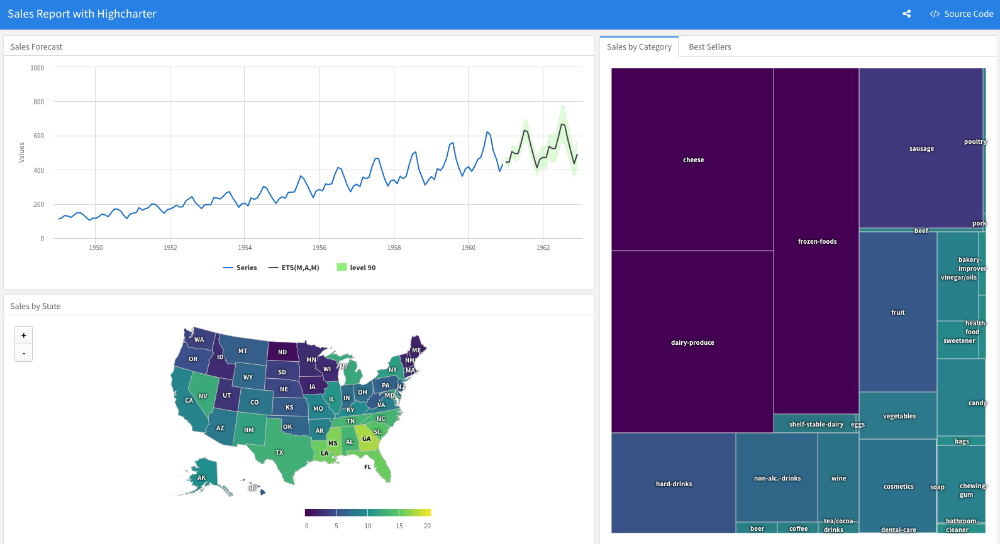 Sales Report with Highcharter
Source Code
Sales Forecast
1000
800
600
400
200
0
Values
1950
1952
1954
1956
1958
1960
1962
Series
ETS(M,A,M)
level 90
Sales by State
+
-
WA
MT
ND
MN
ME
OR
ID
SD
WI
MI
NH
MA
NY
WY
NE
IA
PA
NJ
NV
UT
CO
IL
IN
OH
MD
CA
KS
MO
KY
VA
AZ
NM
OK
AR
TN
NC
SC
MS
AL
GA
TX
LA
FL
AK
HI
0
5
10
15
20
Sales by Category
Best Sellers
cheese
sausage
poultry
pork
beef
frozen-foods
bakery-
improver
vinegar/oils
fruit
health-
food
sweetener
dairy-produce
candy
vegetables
shelf-stable-dairy
eggs
bags
hard-drinks
non-alc.-drinks
wine
cosmetics
soap
chewing-
gum
beer
coffee
tea/cocoa-
drinks
dental-care
bathroom-
cleaner